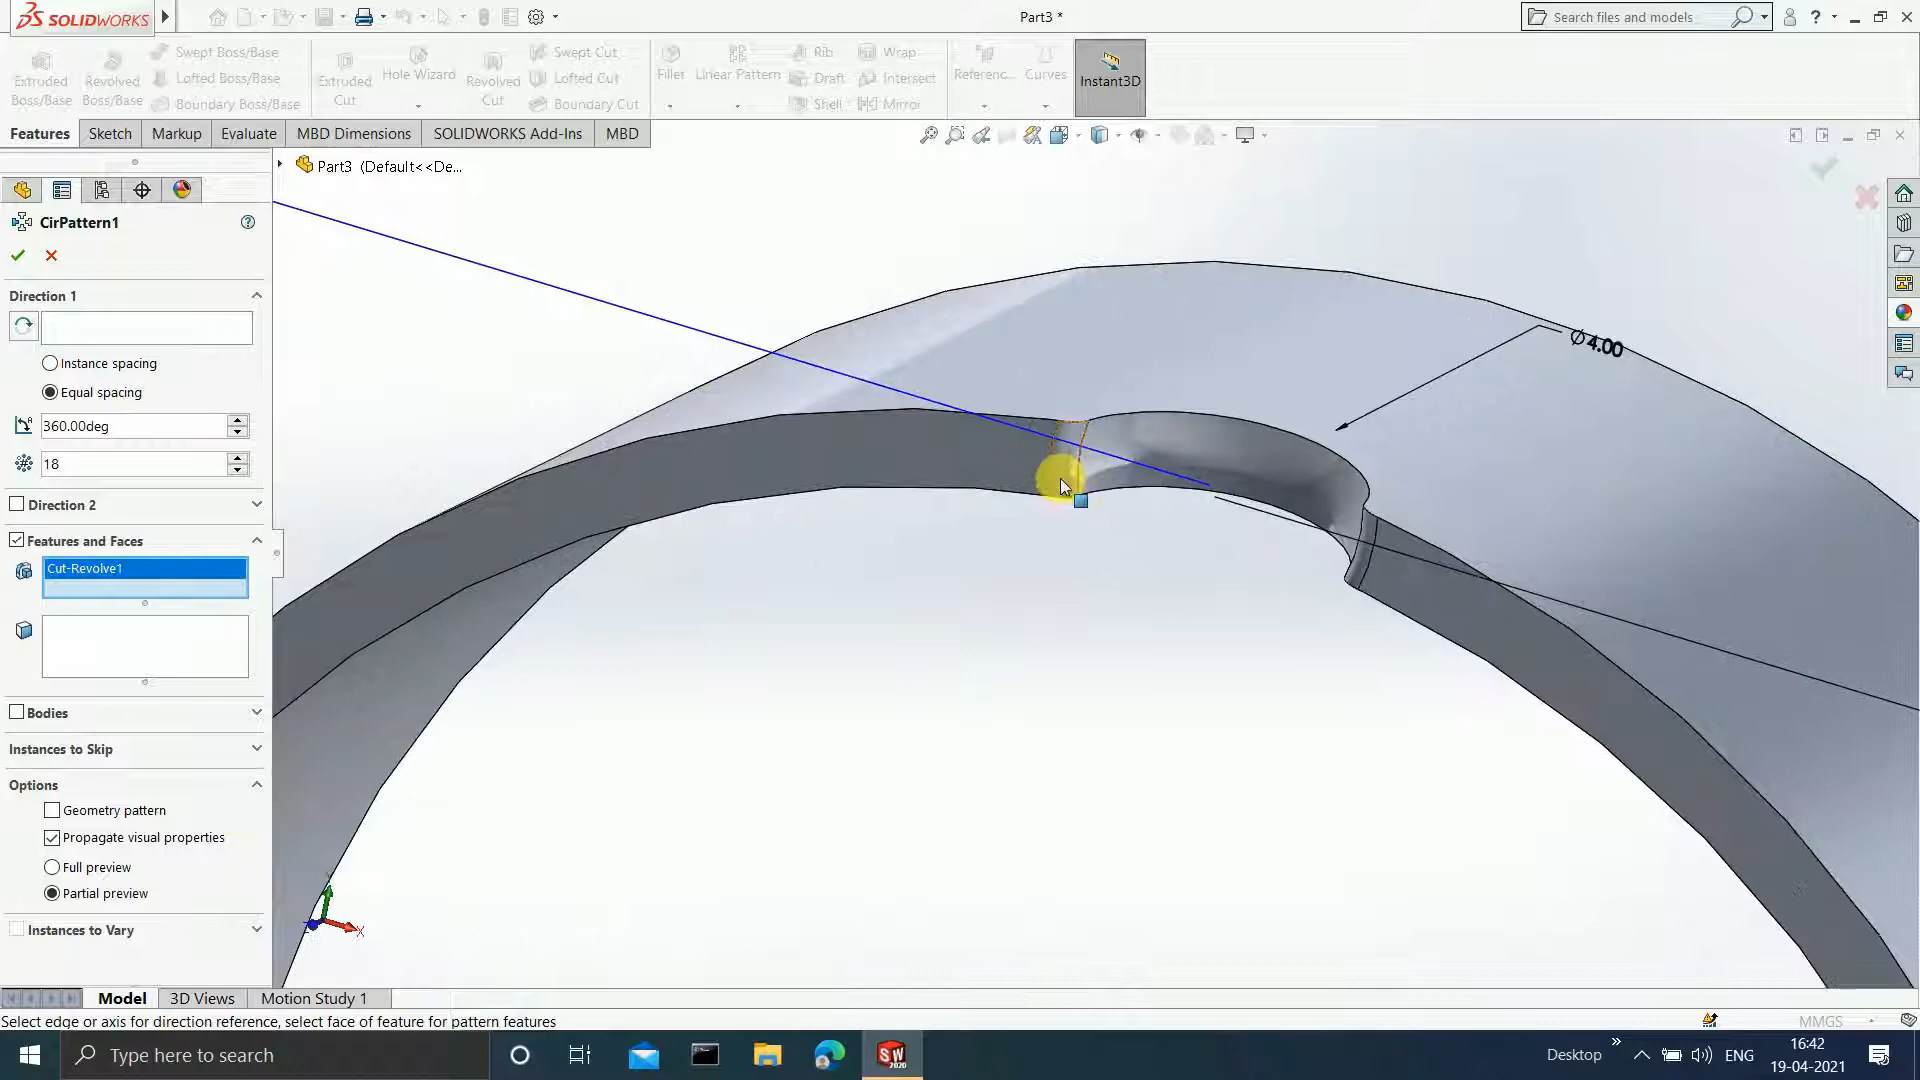 SOLIDWORKS
Part3 *
Search files and models
Extruded Boss/Base
Revolved Boss/Base
Swept Boss/Base
Lofted Boss/Base
Boundary Boss/Base
Extruded Cut
Hole Wizard
Revolved Cut
Swept Cut
Lofted Cut
Boundary Cut
Fillet
Linear Pattern
Rib
Draft
Shell
Wrap
Intersect
Mirror
Referenc...
Curves
Instant3D
Features
Sketch
Markup
Evaluate
MBD Dimensions
SOLIDWORKS Add-Ins
MBD
Part3 (Default<<De...
CirPattern1
Direction 1
Instance spacing
Equal spacing
360.00deg
18
Direction 2
Features and Faces
Cut-Revolve1
Bodies
Instances to Skip
Options
Geometry pattern
Propagate visual properties
Full preview
Partial preview
Instances to Vary
∅4.00
X
Model
3D Views
Motion Study 1
Select edge or axis for direction reference, select face of feature for pattern features
MMGS
Type here to search
SW
2020
Desktop
ENG
16:42
19-04-2021